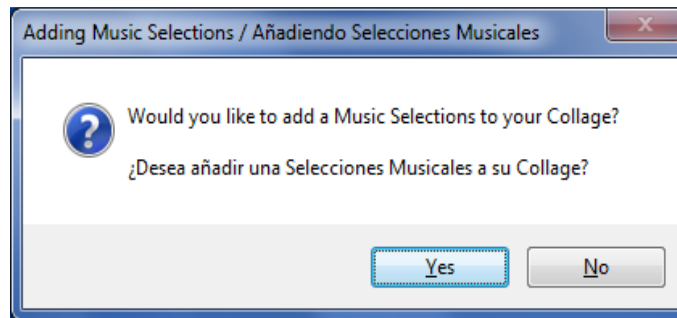 Adding Music Selections / Añadiendo Selecciones Musicales
Would you like to add a Music Selections to your Collage?
¿Desea añadir una Selecciones Musicales a su Collage?
Yes
No